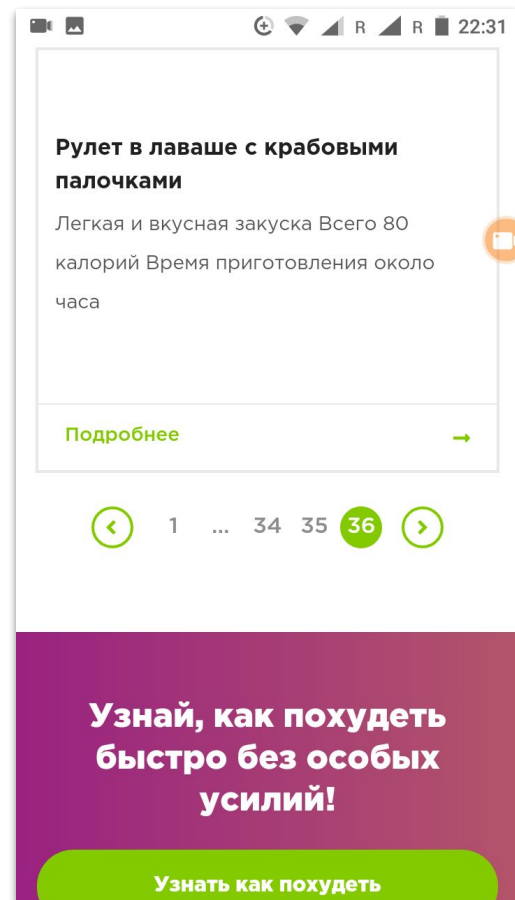 R R 22:31
Рулет в лаваше с крабовыми
палочками
Легкая и вкусная закуска Всего 80
калорий Время приготовления около
часа
Подробнее
1 ... 34 35 36
Узнай, как похудеть
быстро без особых
усилий!
Узнать как похудеть